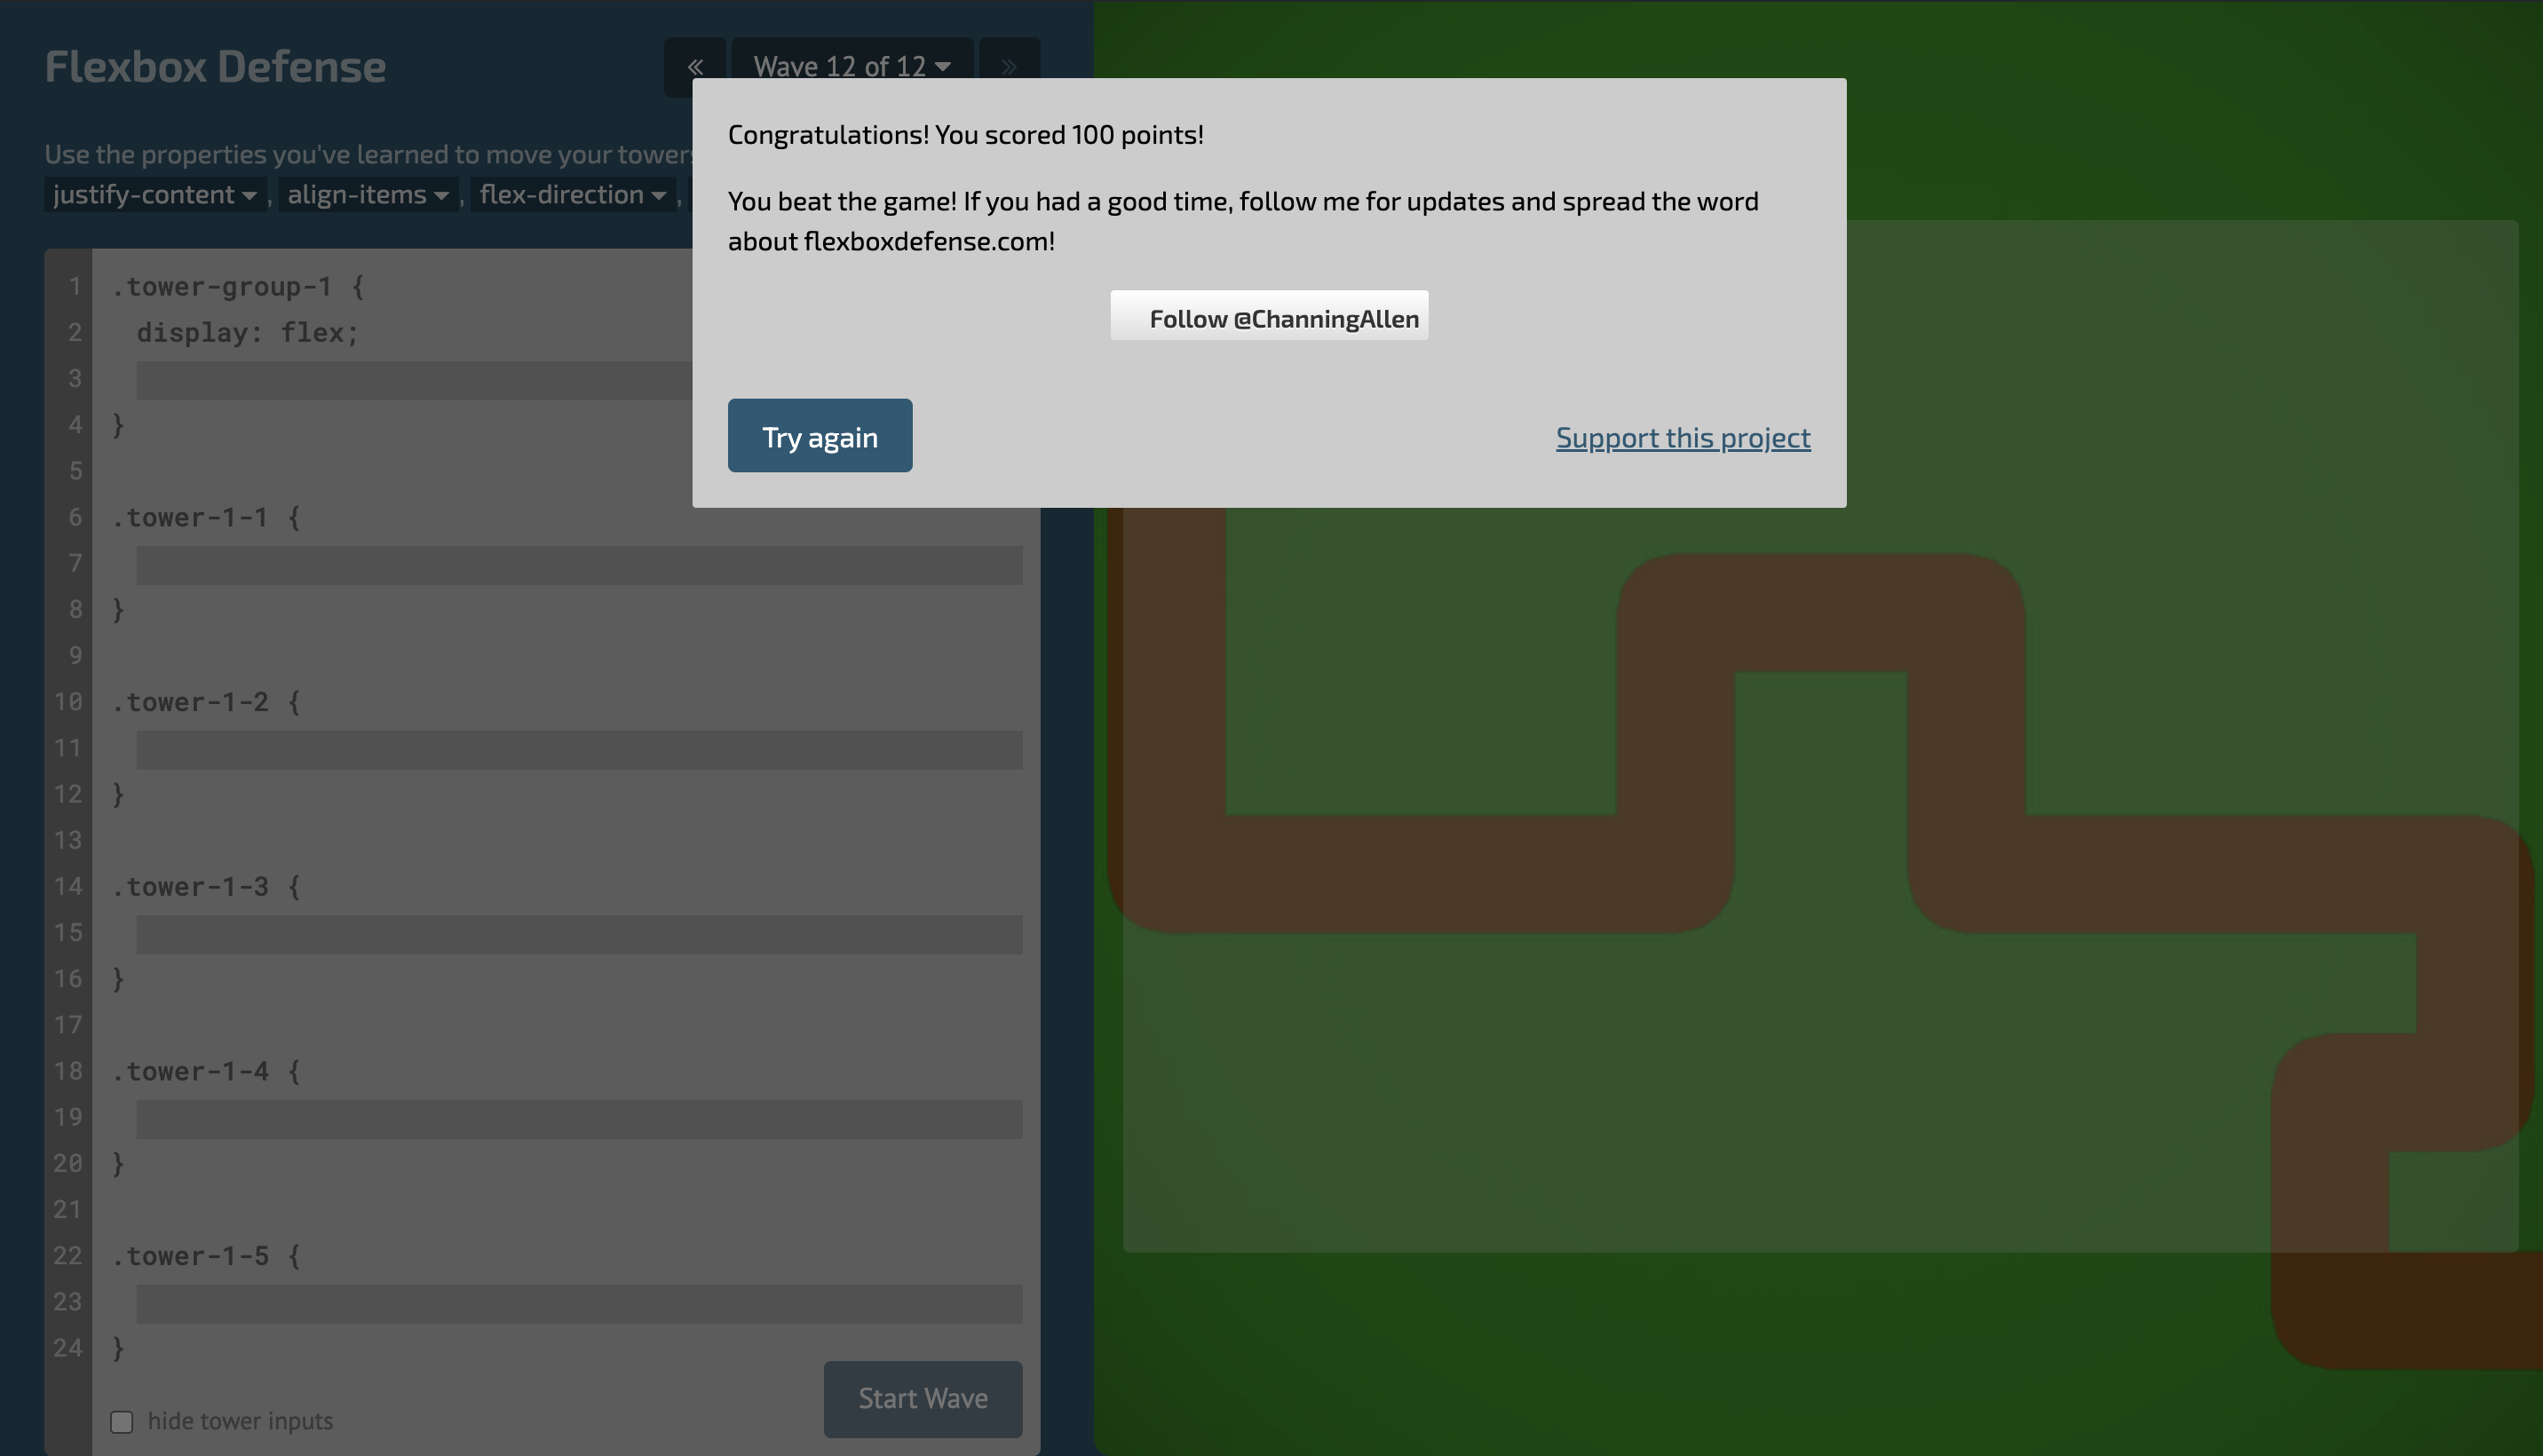 Flexbox Defense
« Wave 12 of 12 »
Use the properties you've learned to move your towers
justify-content , align-items , flex-direction ,
Congratulations! You scored 100 points!
You beat the game! If you had a good time, follow me for updates and spread the word
about flexboxdefense.com!
Follow @ChanningAllen
Try again
Support this project
1 .tower-group-1 {
2 display: flex;
3
4 }
5
6 .tower-1-1 {
7
8 }
9
10 .tower-1-2 {
11
12 }
13
14 .tower-1-3 {
15
16 }
17
18 .tower-1-4 {
19
20 }
21
22 .tower-1-5 {
23
24 }
Start Wave
hide tower inputs